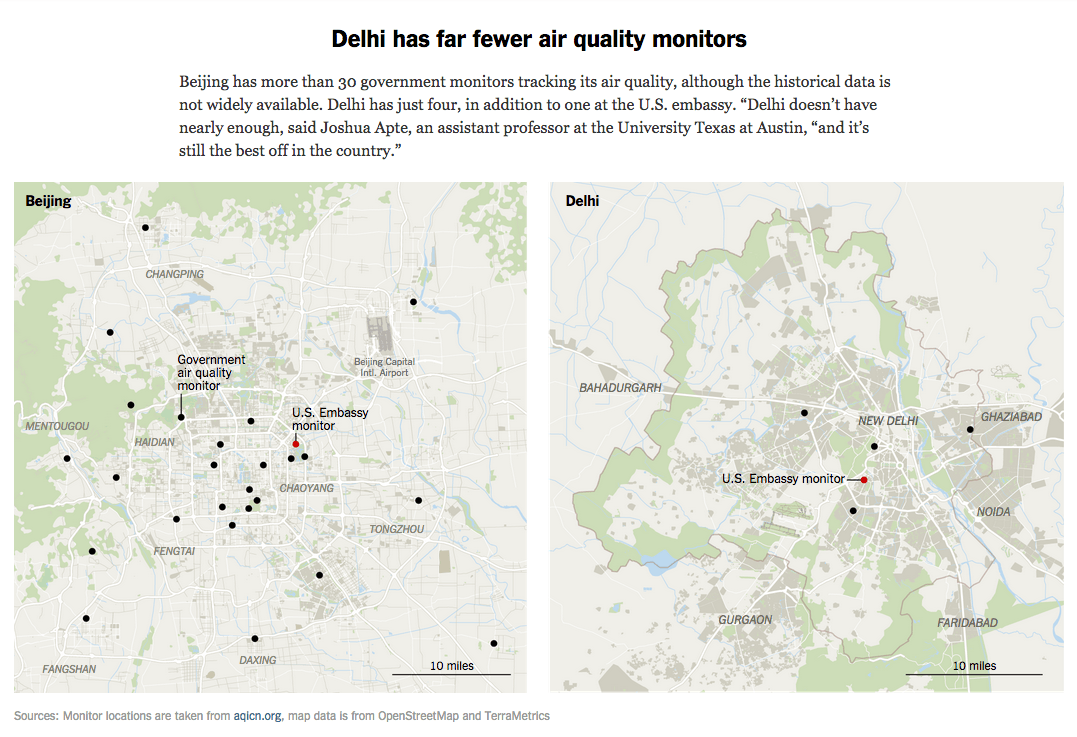 Delhi has far fewer air quality monitors
Beijing has more than 30 government monitors tracking its air quality, although the historical data is
not widely available. Delhi has just four, in addition to one at the U.S. embassy. “Delhi doesn’t have
nearly enough, said Joshua Apte, an assistant professor at the University Texas at Austin, “and it’s
still the best off in the country.”
Beijing
CHANGPING
Beijing Capital
Intl. Airport
Government
air quality
monitor
U.S. Embassy
monitor
MENTOUGOU
HAIDIAN
CHAOYANG
TONGZHOU
FENGTAI
DAXING
FANGSHAN
10 miles
Delhi
BAHADURGARH
NEW DELHI
GHAZIABAD
U.S. Embassy monitor
NOIDA
GURGAON
FARIDABAD
10 miles
Sources: Monitor locations are taken from aqicn.org, map data is from OpenStreetMap and TerraMetrics